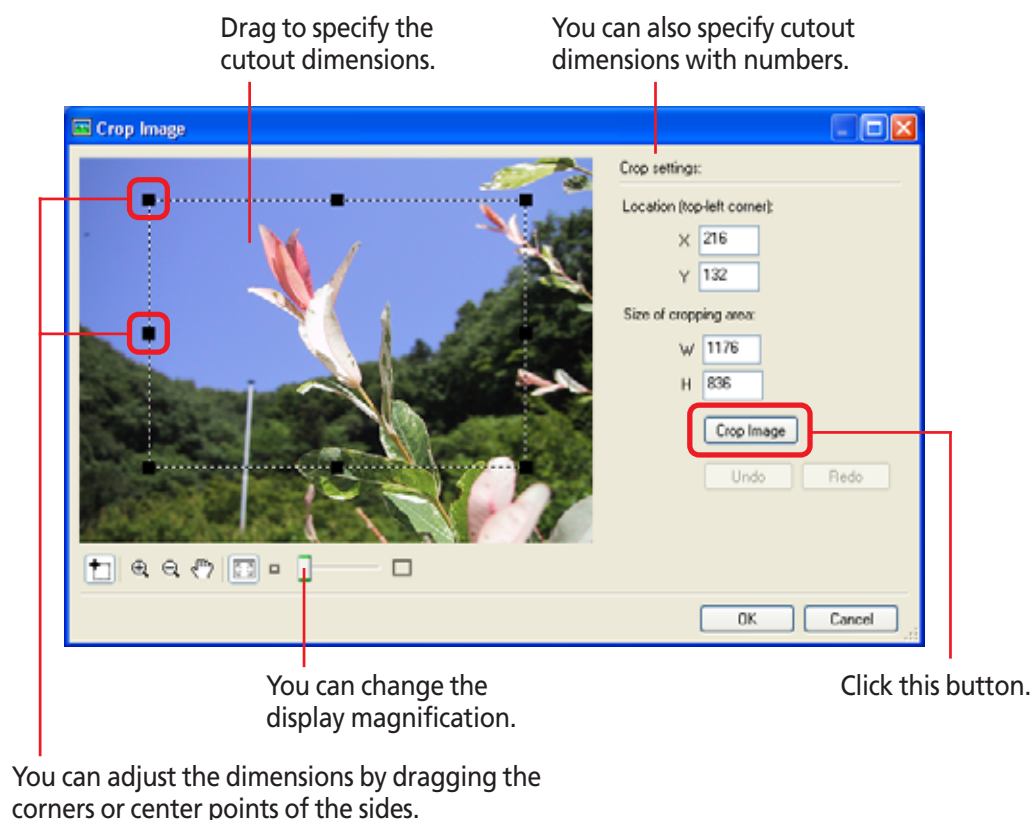 Drag to specify the
cutout dimensions.
You can also specify cutout
dimensions with numbers.
Crop Image
Crop settings:
Location (top-left corner):
X 216
Y 132
Size of cropping area:
W 1176
H 836
Crop Image
Undo Redo
OK Cancel
You can change the
display magnification.
Click this button.
You can adjust the dimensions by dragging the
corners or center points of the sides.